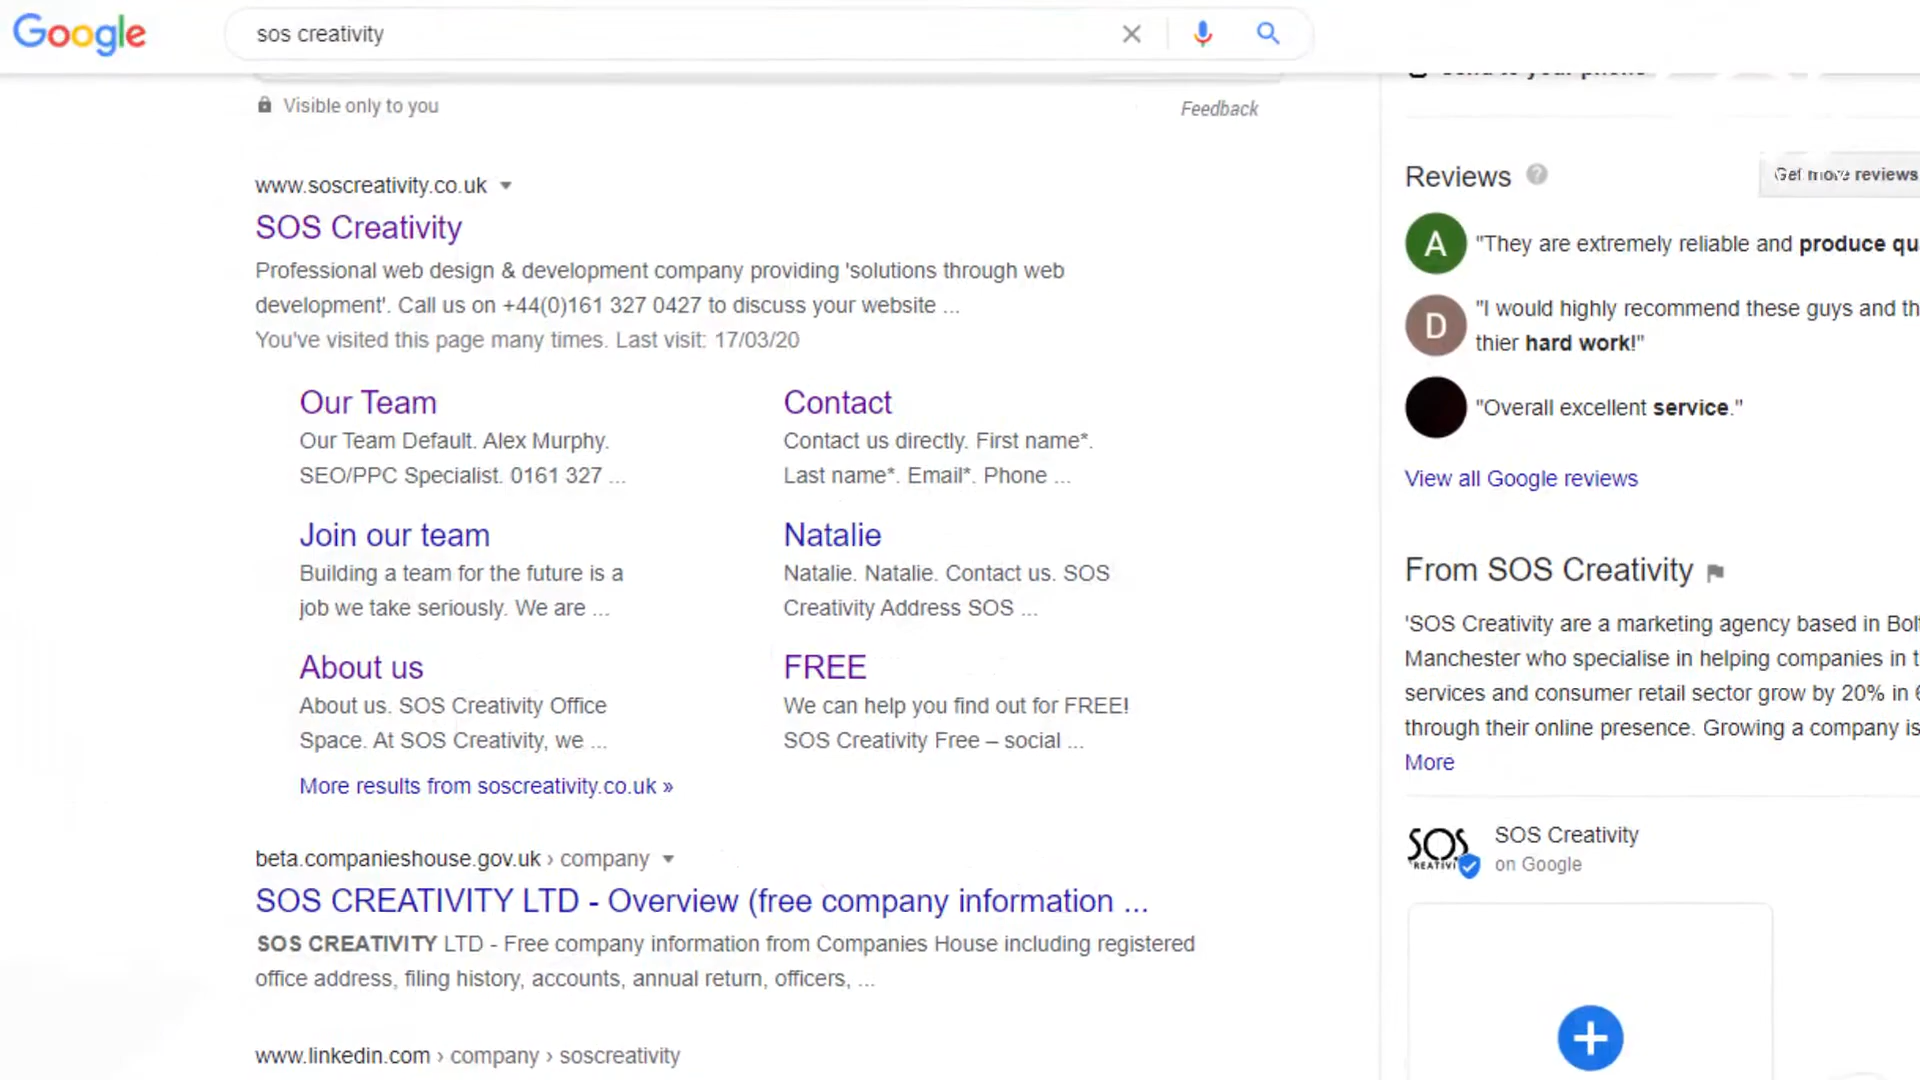 Google
sos creativity
Visible only to you
Feedback
www.soscreativity.co.uk
SOS Creativity
Professional web design & development company providing 'solutions through web
development'. Call us on +44(0)161 327 0427 to discuss your website ...
You've visited this page many times. Last visit: 17/03/20
Our Team
Our Team Default. Alex Murphy.
SEO/PPC Specialist. 0161 327 ...
Contact
Contact us directly. First name*.
Last name*. Email*. Phone ...
Join our team
Building a team for the future is a
job we take seriously. We are ...
Natalie
Natalie. Natalie. Contact us. SOS
Creativity Address SOS ...
About us
About us. SOS Creativity Office
Space. At SOS Creativity, we ...
FREE
We can help you find out for FREE!
SOS Creativity Free – social ...
More results from soscreativity.co.uk »
beta.companieshouse.gov.uk › company
SOS CREATIVITY LTD - Overview (free company information ...
SOS CREATIVITY LTD - Free company information from Companies House including registered
office address, filing history, accounts, annual return, officers, ...
www.linkedin.com › company › soscreativity
Reviews
Get more reviews
A
"They are extremely reliable and produce qu
D
"I would highly recommend these guys and th
thier hard work!"
"Overall excellent service."
View all Google reviews
From SOS Creativity
'SOS Creativity are a marketing agency based in Bolt
Manchester who specialise in helping companies in t
services and consumer retail sector grow by 20% in 6
through their online presence. Growing a company is
More
SOS
SOS Creativity
on Google